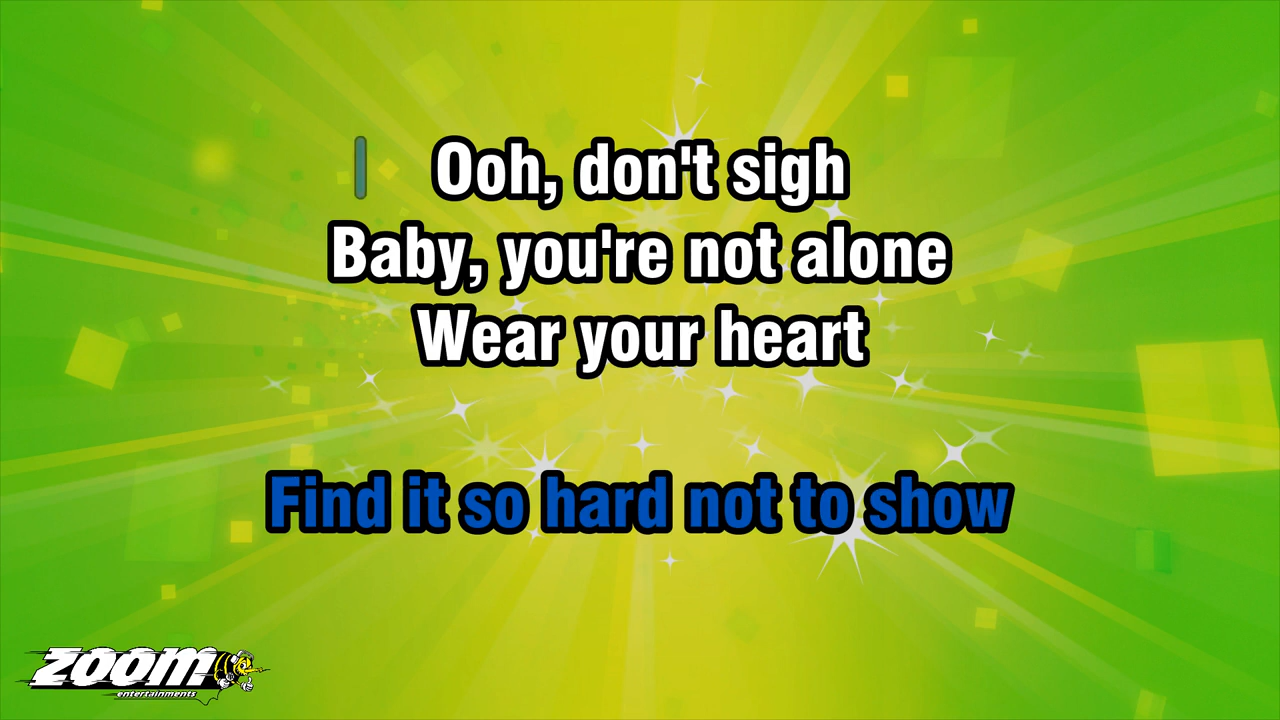 Ooh, don't sigh
Baby, you're not alone
Wear your heart
Find it so hard not to show
zoom
entertainments